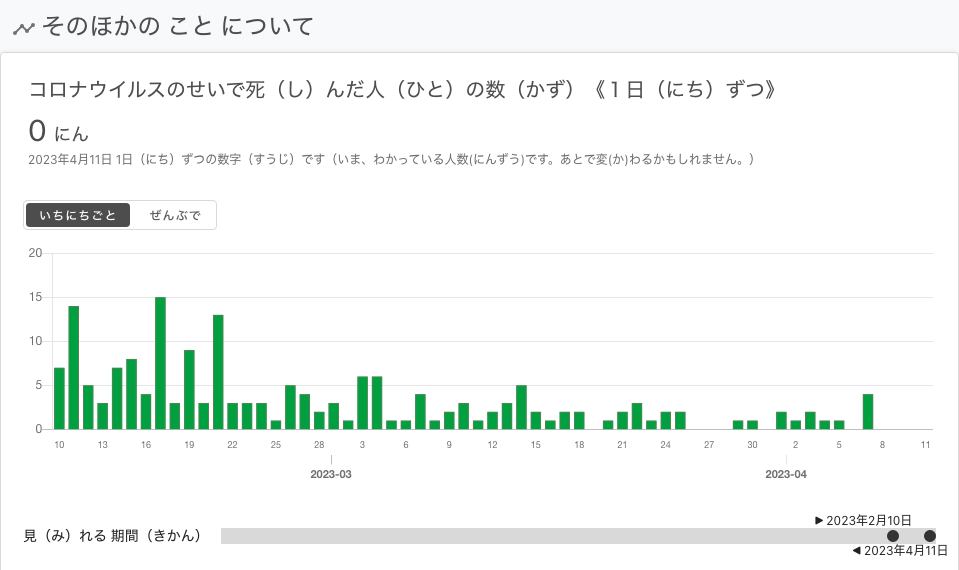 そのほかの こと について
コロナウイルスのせいで死（し）んだ人（ひと）の数（かず）《１日（にち）ずつ》
0 にん
2023年4月11日 1日（にち）ずつの数字（すうじ）です（いま、わかっている人数(にんずう)です。あとで変(か)わるかもしれません。）
いちにちごと ぜんぶで
20
15
10
5
0
10 13 16 19 22 25 28 3 6 9 12 15 18 21 24 27 30 2 5 8 11
2023-03 2023-04
▶ 2023年2月10日
見（み）れる 期間（きかん）
◀ 2023年4月11日